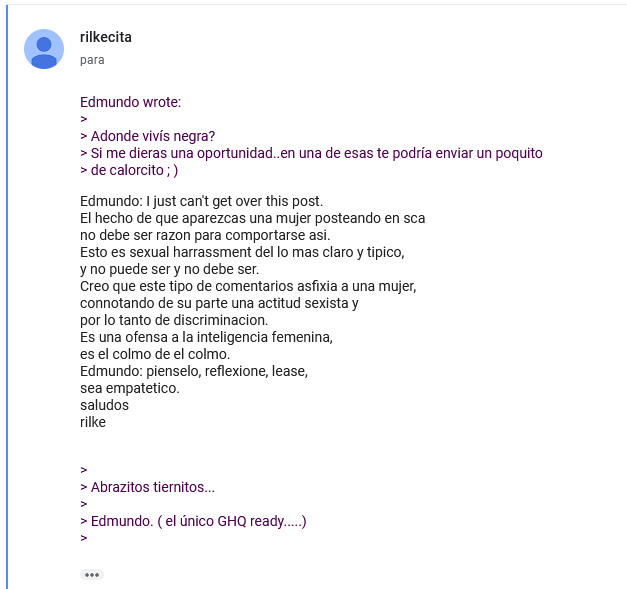 rilkecita
para
Edmundo wrote:
>
> Adonde vivís negra?
> Si me dieras una oportunidad..en una de esas te podría enviar un poquito
> de calorcito ; )
Edmundo: I just can't get over this post.
El hecho de que aparezcas una mujer posteando en sca
no debe ser razon para comportarse asi.
Esto es sexual harrassment del lo mas claro y tipico,
y no puede ser y no debe ser.
Creo que este tipo de comentarios asfixia a una mujer,
connotando de su parte una actitud sexista y
por lo tanto de discriminacion.
Es una ofensa a la inteligencia femenina,
es el colmo de el colmo.
Edmundo: pienselo, reflexione, lease,
sea empatetico.
saludos
rilke
>
> Abrazitos tiernitos...
>
> Edmundo. ( el único GHQ ready.....)
>